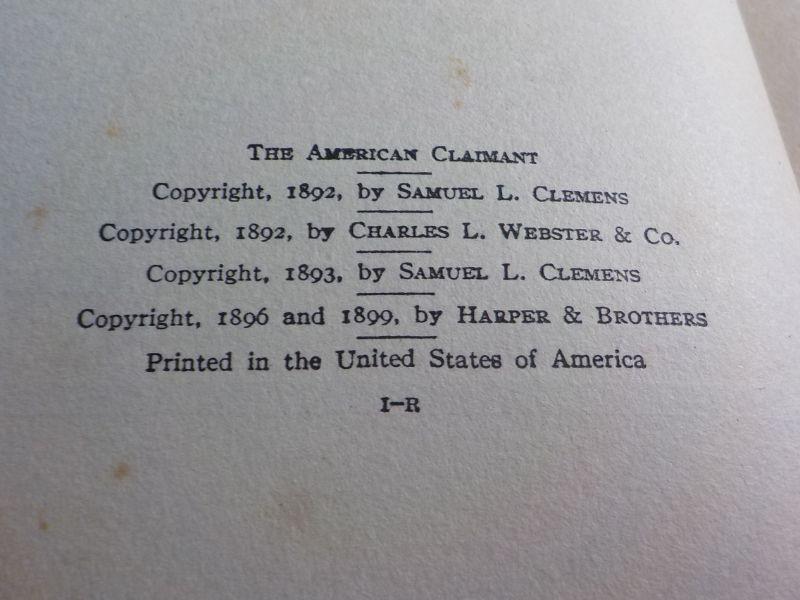 THE AMERICAN CLAIMANT
Copyright, 1892, by SAMUEL L. CLEMENS
Copyright, 1892, by CHARLES L. WEBSTER & CO.
Copyright, 1893, by SAMUEL L. CLEMENS
Copyright, 1896 and 1899, by HARPER & BROTHERS
Printed in the United States of America
I–R